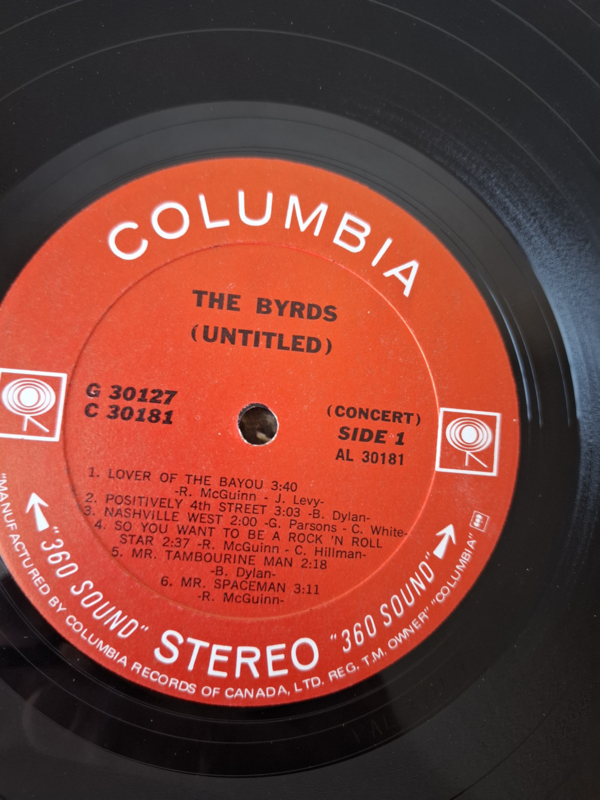 COLUMBIA
THE BYRDS
(UNTITLED)
G 30127
C 30181
(CONCERT)
SIDE 1
AL 30181
1. LOVER OF THE BAYOU 3:40
-R. McGuinn - J. Levy-
2. POSITIVELY 4th STREET 3:03 -B. Dylan-
3. NASHVILLE WEST 2:00 -G. Parsons - C. White-
4. SO YOU WANT TO BE A ROCK 'N ROLL
STAR 2:37 -R. McGuinn - C. Hillman-
5. MR. TAMBOURINE MAN 2:18
-B. Dylan-
6. MR. SPACEMAN 3:11
-R. McGuinn-
"360 SOUND" STEREO "360 SOUND"
"MANUFACTURED BY COLUMBIA RECORDS OF CANADA, LTD. REG. T.M. OWNER" "COLUMBIA"